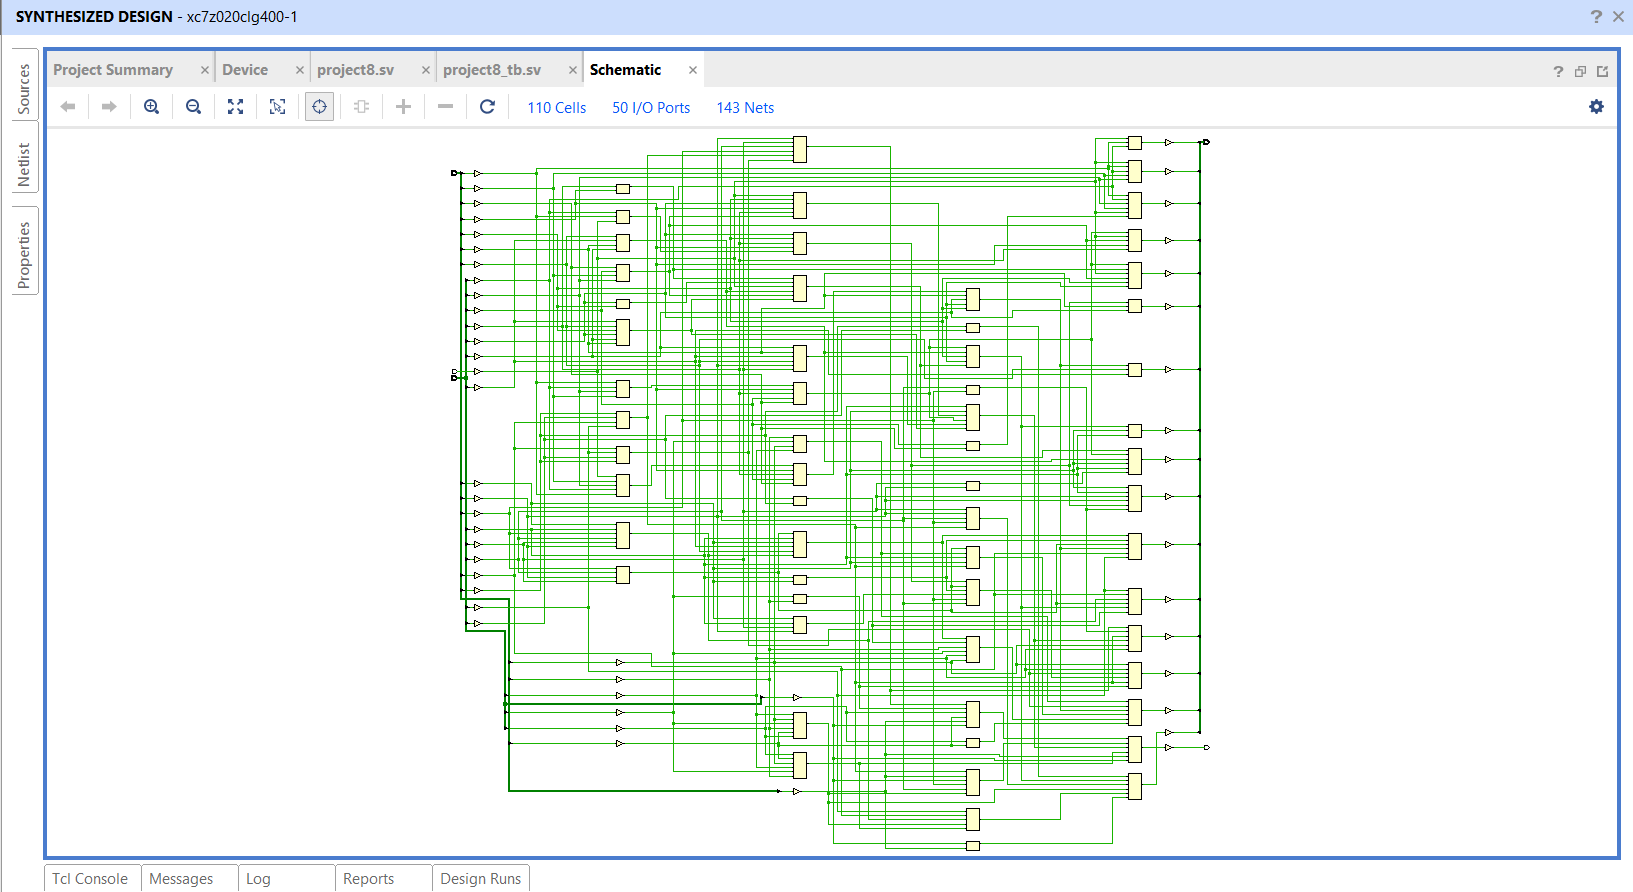 SYNTHESIZED DESIGN - xc7z020clg400-1
Sources
Netlist
Properties
Project Summary
Device
project8.sv
project8_tb.sv
Schematic
110 Cells
50 I/O Ports
143 Nets
Tcl Console
Messages
Log
Reports
Design Runs